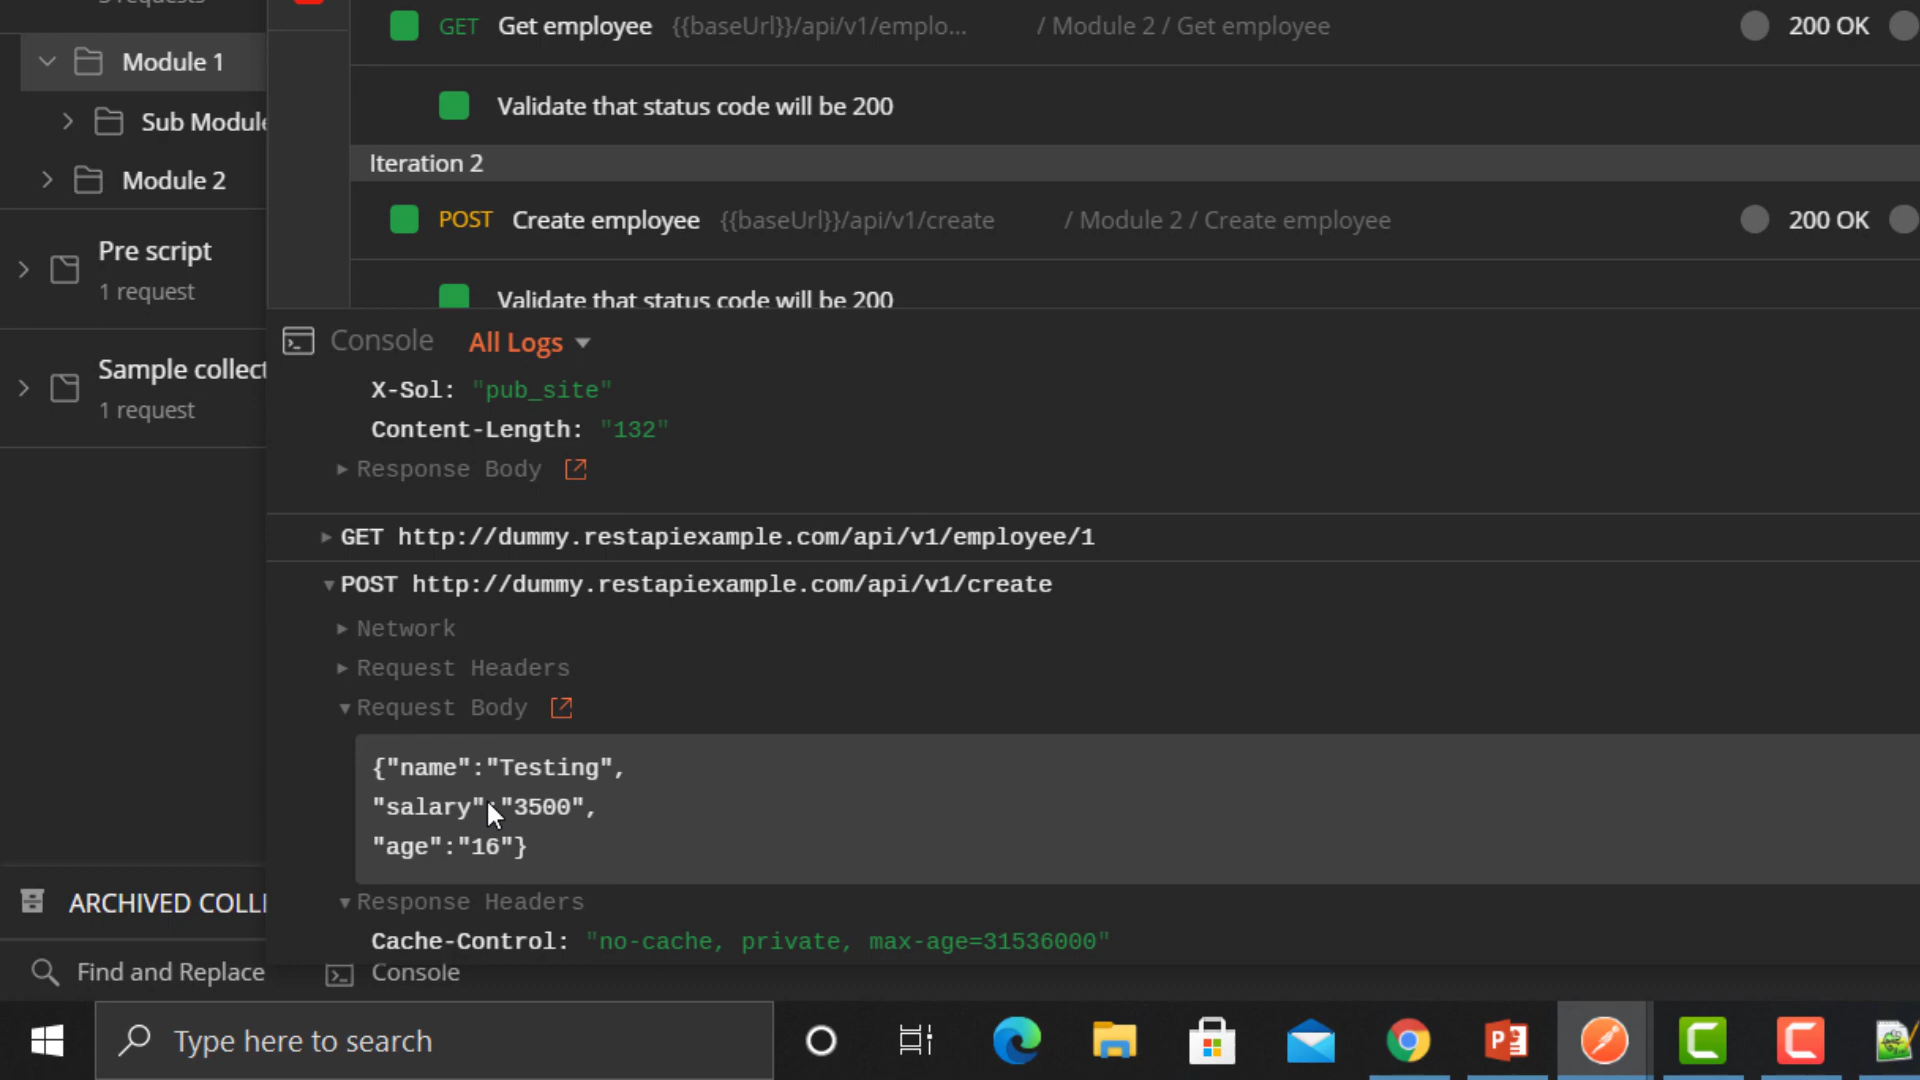 Module 1
Sub Module
Module 2
Pre script
1 request
Sample collect
1 request
ARCHIVED COLL
Find and Replace
Console
GET Get employee {{baseUrl}}/api/v1/emplo... / Module 2 / Get employee 200 OK
Validate that status code will be 200
Iteration 2
POST Create employee {{baseUrl}}/api/v1/create / Module 2 / Create employee 200 OK
Validate that status code will be 200
Console All Logs
X-Sol: "pub_site"
Content-Length: "132"
Response Body
GET http://dummy.restapiexample.com/api/v1/employee/1
POST http://dummy.restapiexample.com/api/v1/create
Network
Request Headers
Request Body
{"name":"Testing",
"salary":"3500",
"age":"16"}
Response Headers
Cache-Control: "no-cache, private, max-age=31536000"
Type here to search